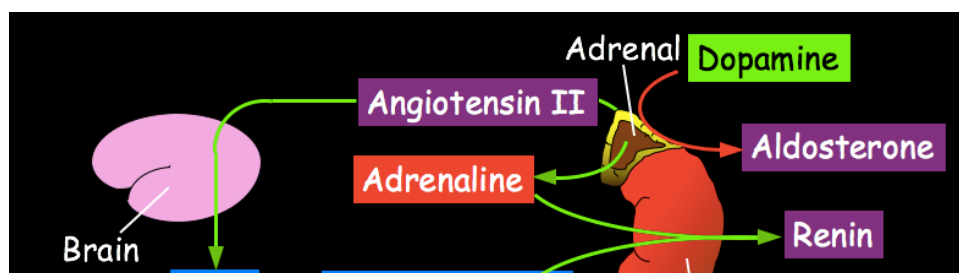 Adrenal
Dopamine
Angiotensin II
Aldosterone
Adrenaline
Renin
Brain